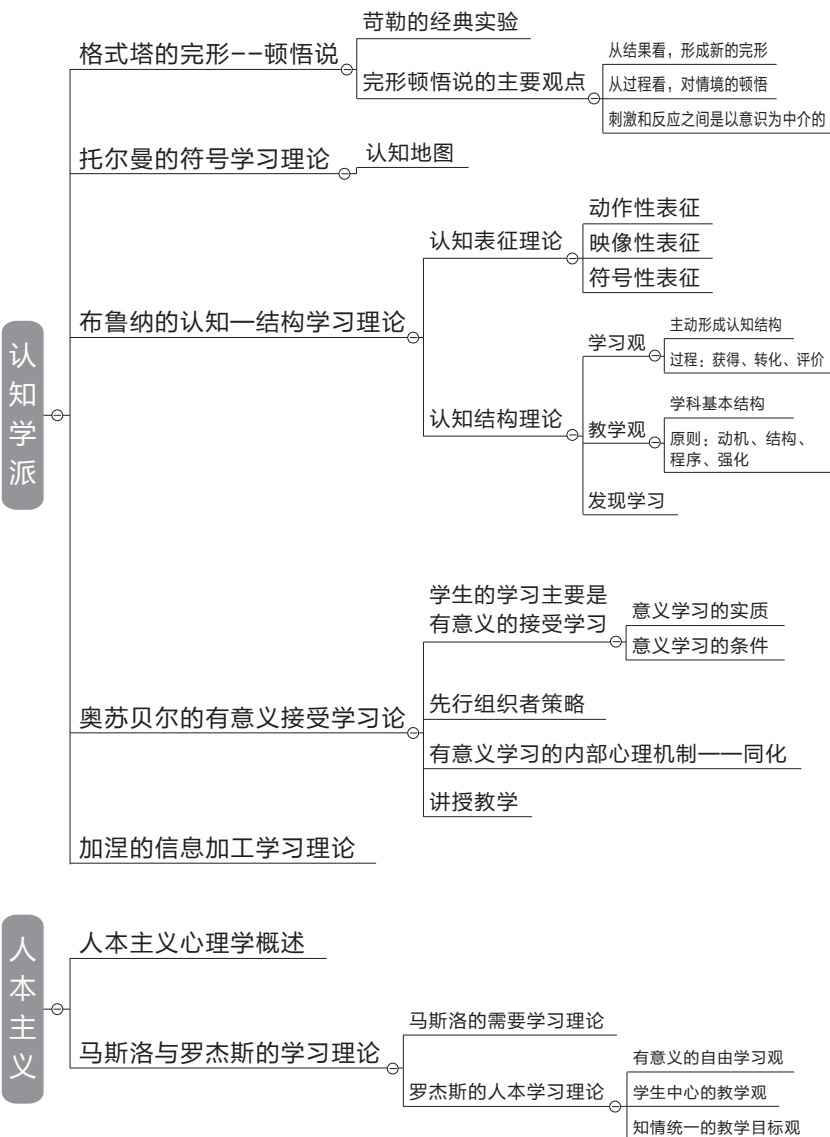 认知学派
格式塔的完形--顿悟说
苛勒的经典实验
完形顿悟说的主要观点
从结果看，形成新的完形
从过程看，对情境的顿悟
刺激和反应之间是以意识为中介的
托尔曼的符号学习理论
认知地图
布鲁纳的认知—结构学习理论
认知表征理论
动作性表征
映像性表征
符号性表征
认知结构理论
学习观
主动形成认知结构
过程：获得、转化、评价
教学观
学科基本结构
原则：动机、结构、
程序、强化
发现学习
奥苏贝尔的有意义接受学习论
学生的学习主要是
有意义的接受学习
意义学习的实质
意义学习的条件
先行组织者策略
有意义学习的内部心理机制——同化
讲授教学
加涅的信息加工学习理论
人本主义
人本主义心理学概述
马斯洛与罗杰斯的学习理论
马斯洛的需要学习理论
罗杰斯的人本学习理论
有意义的自由学习观
学生中心的教学观
知情统一的教学目标观